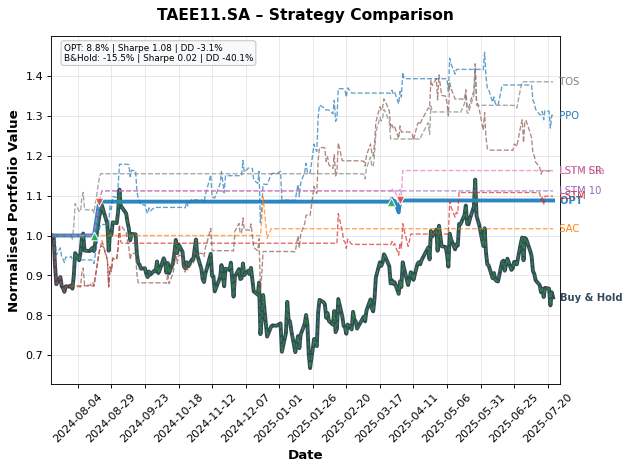 TAEE11.SA – Strategy Comparison
OPT: 8.8% | Sharpe 1.08 | DD -3.1%
B&Hold: -15.5% | Sharpe 0.02 | DD -40.1%
Normalised Portfolio Value
1.4
1.3
1.2
1.1
1.0
0.9
0.8
0.7
TOS
PPO
LSTM SR
LSTM 10
OPT
SAC
Buy & Hold
2024-08-04
2024-08-29
2024-09-23
2024-10-18
2024-11-12
2024-12-07
2025-01-01
2025-01-26
2025-02-20
2025-03-17
2025-04-11
2025-05-06
2025-05-31
2025-06-25
2025-07-20
Date